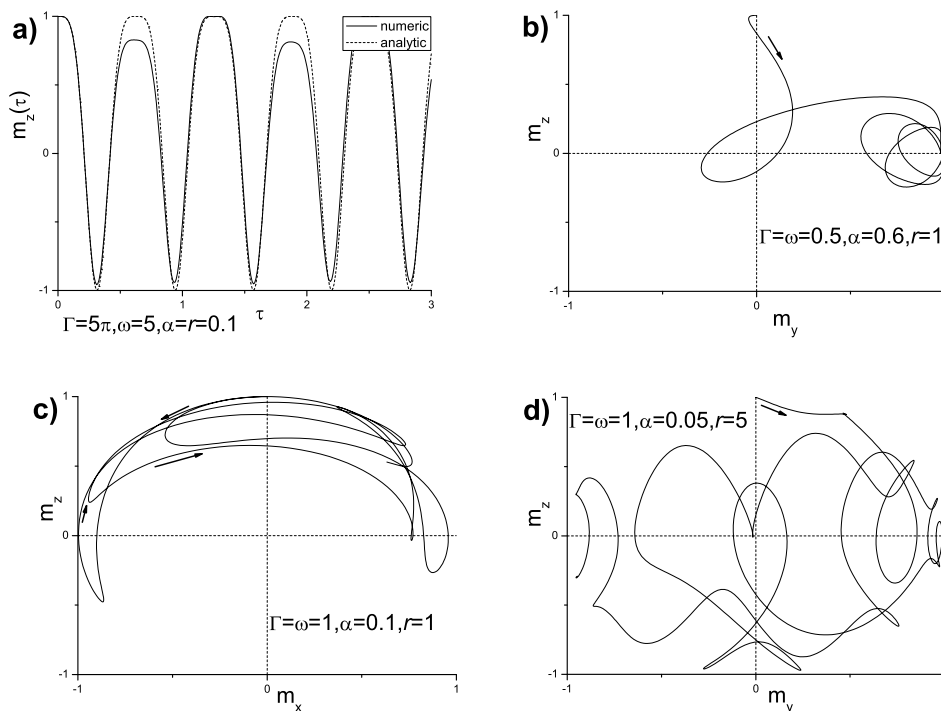 a)
numeric
analytic
1
0
-1
m_z(τ)
0
1
2
3
τ
Γ=5π,ω=5,α=r=0.1
b)
1
0
-1
m_z
-1
0
m_y
Γ=ω=0.5,α=0.6,r=1
c)
1
0
-1
m_z
-1
0
1
m_x
Γ=ω=1,α=0.1,r=1
d)
Γ=ω=1,α=0.05,r=5
1
0
-1
m_z
-1
0
m_y